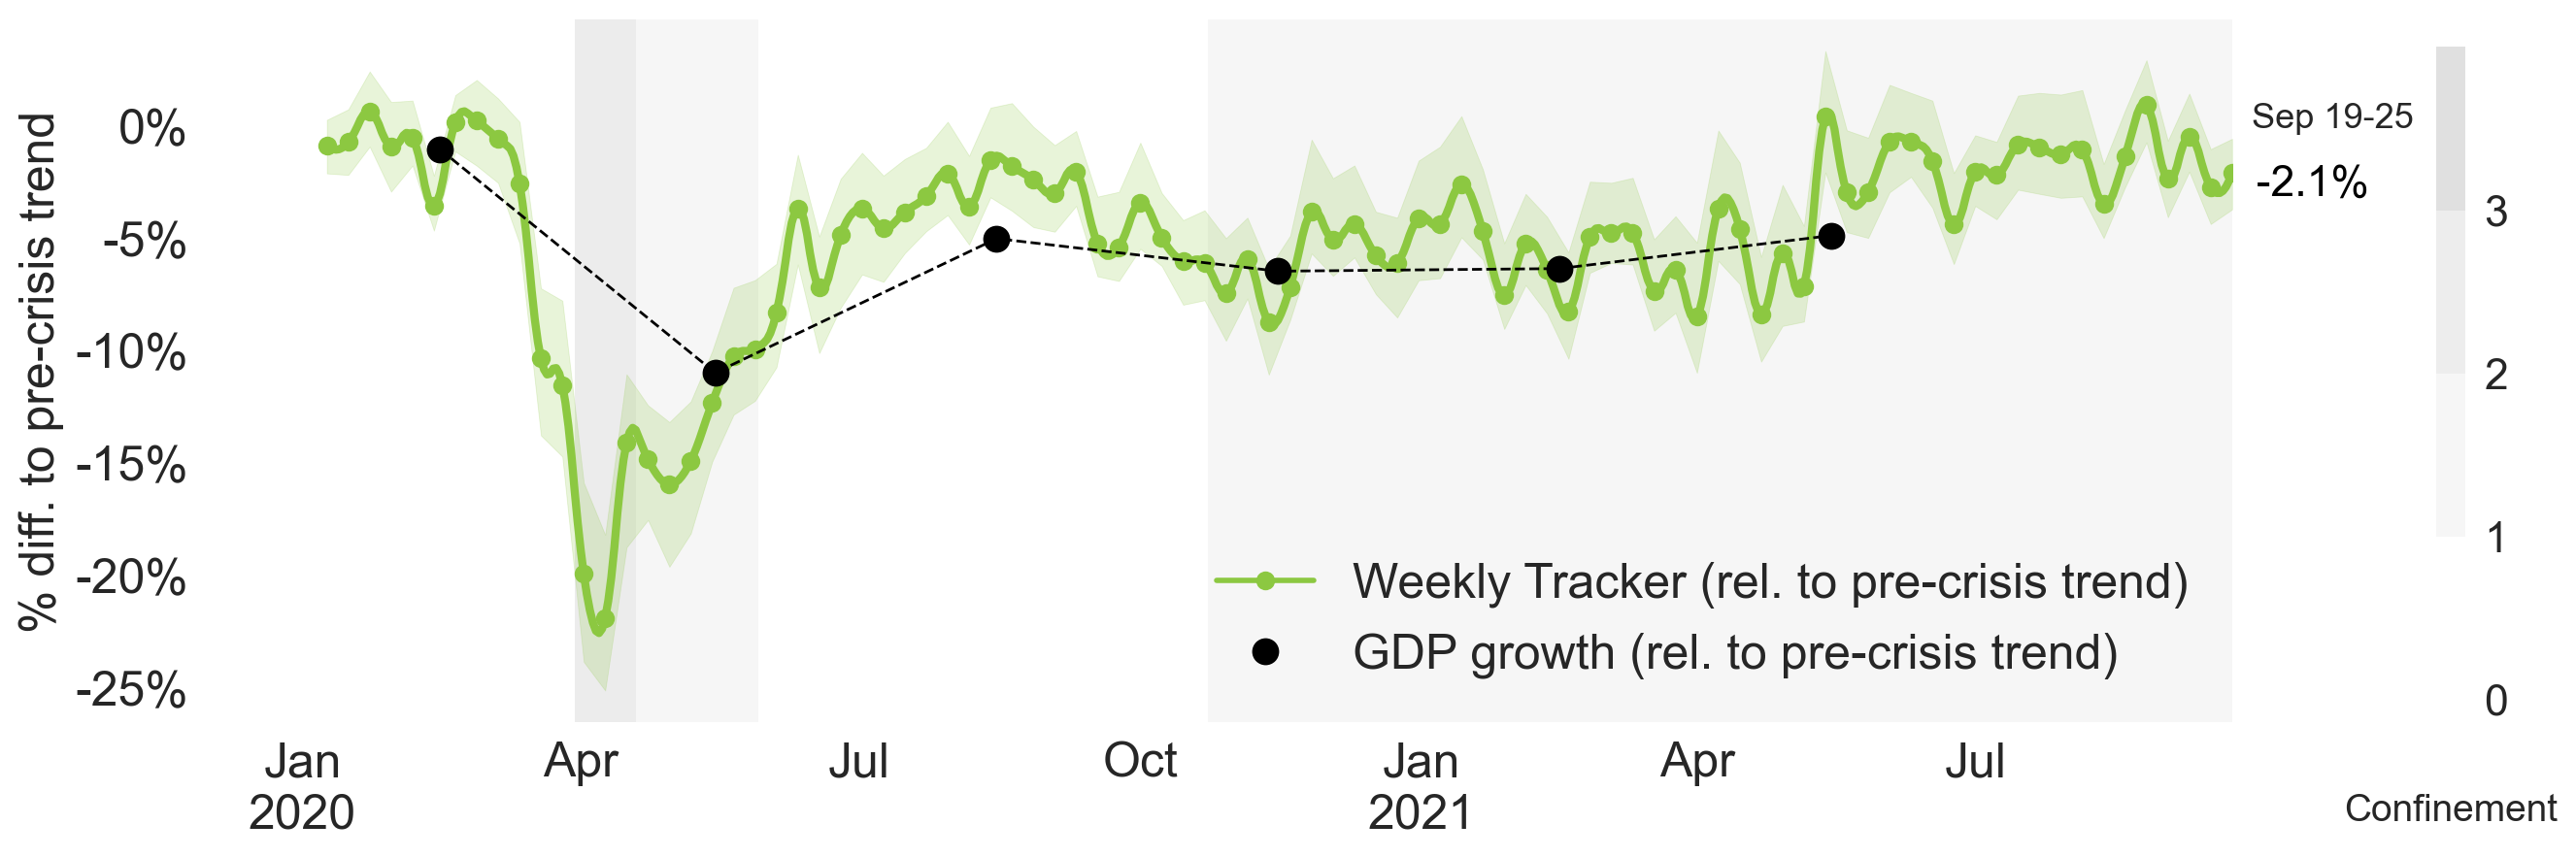 % diff. to pre-crisis trend
0%
-5%
-10%
-15%
-20%
-25%
Jan
2020
Apr
Jul
Oct
Jan
2021
Apr
Jul
Weekly Tracker (rel. to pre-crisis trend)
GDP growth (rel. to pre-crisis trend)
Sep 19-25
-2.1%
3
2
1
0
Confinement